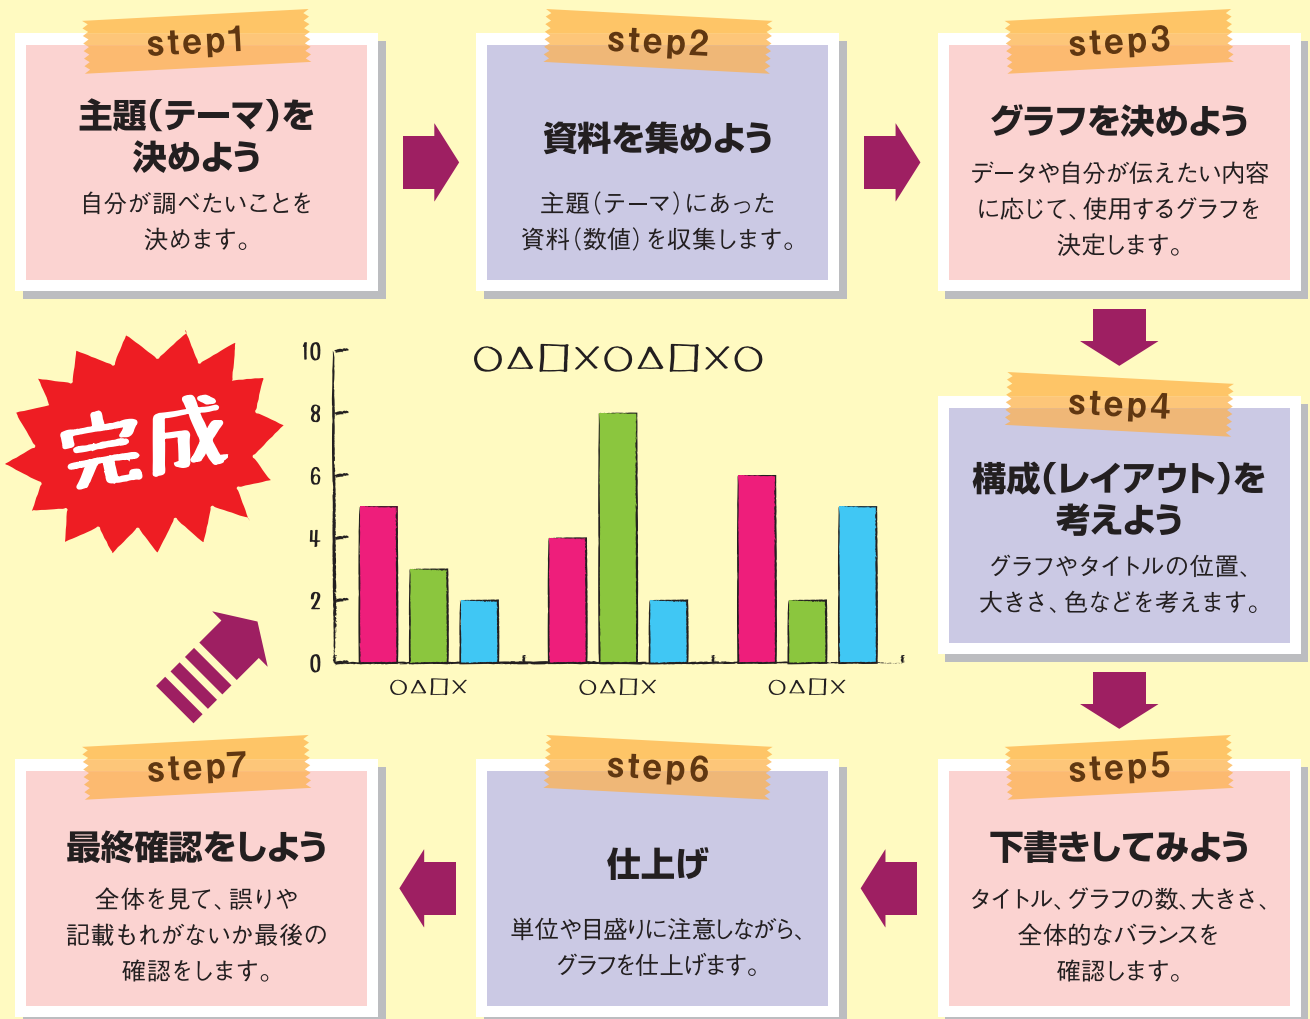 step1
主題(テーマ)を
決めよう
自分が調べたいことを
決めます。
step2
資料を集めよう
主題(テーマ)にあった
資料(数値)を収集します。
step3
グラフを決めよう
データや自分が伝えたい内容
に応じて、使用するグラフを
決定します。
step4
構成(レイアウト)を
考えよう
グラフやタイトルの位置、
大きさ、色などを考えます。
step5
下書きしてみよう
タイトル、グラフの数、大きさ、
全体的なバランスを
確認します。
step6
仕上げ
単位や目盛りに注意しながら、
グラフを仕上げます。
step7
最終確認をしよう
全体を見て、誤りや
記載もれがないか最後の
確認をします。
完成
○△□×○△□×○
10
8
6
4
2
0
○△□×
○△□×
○△□×